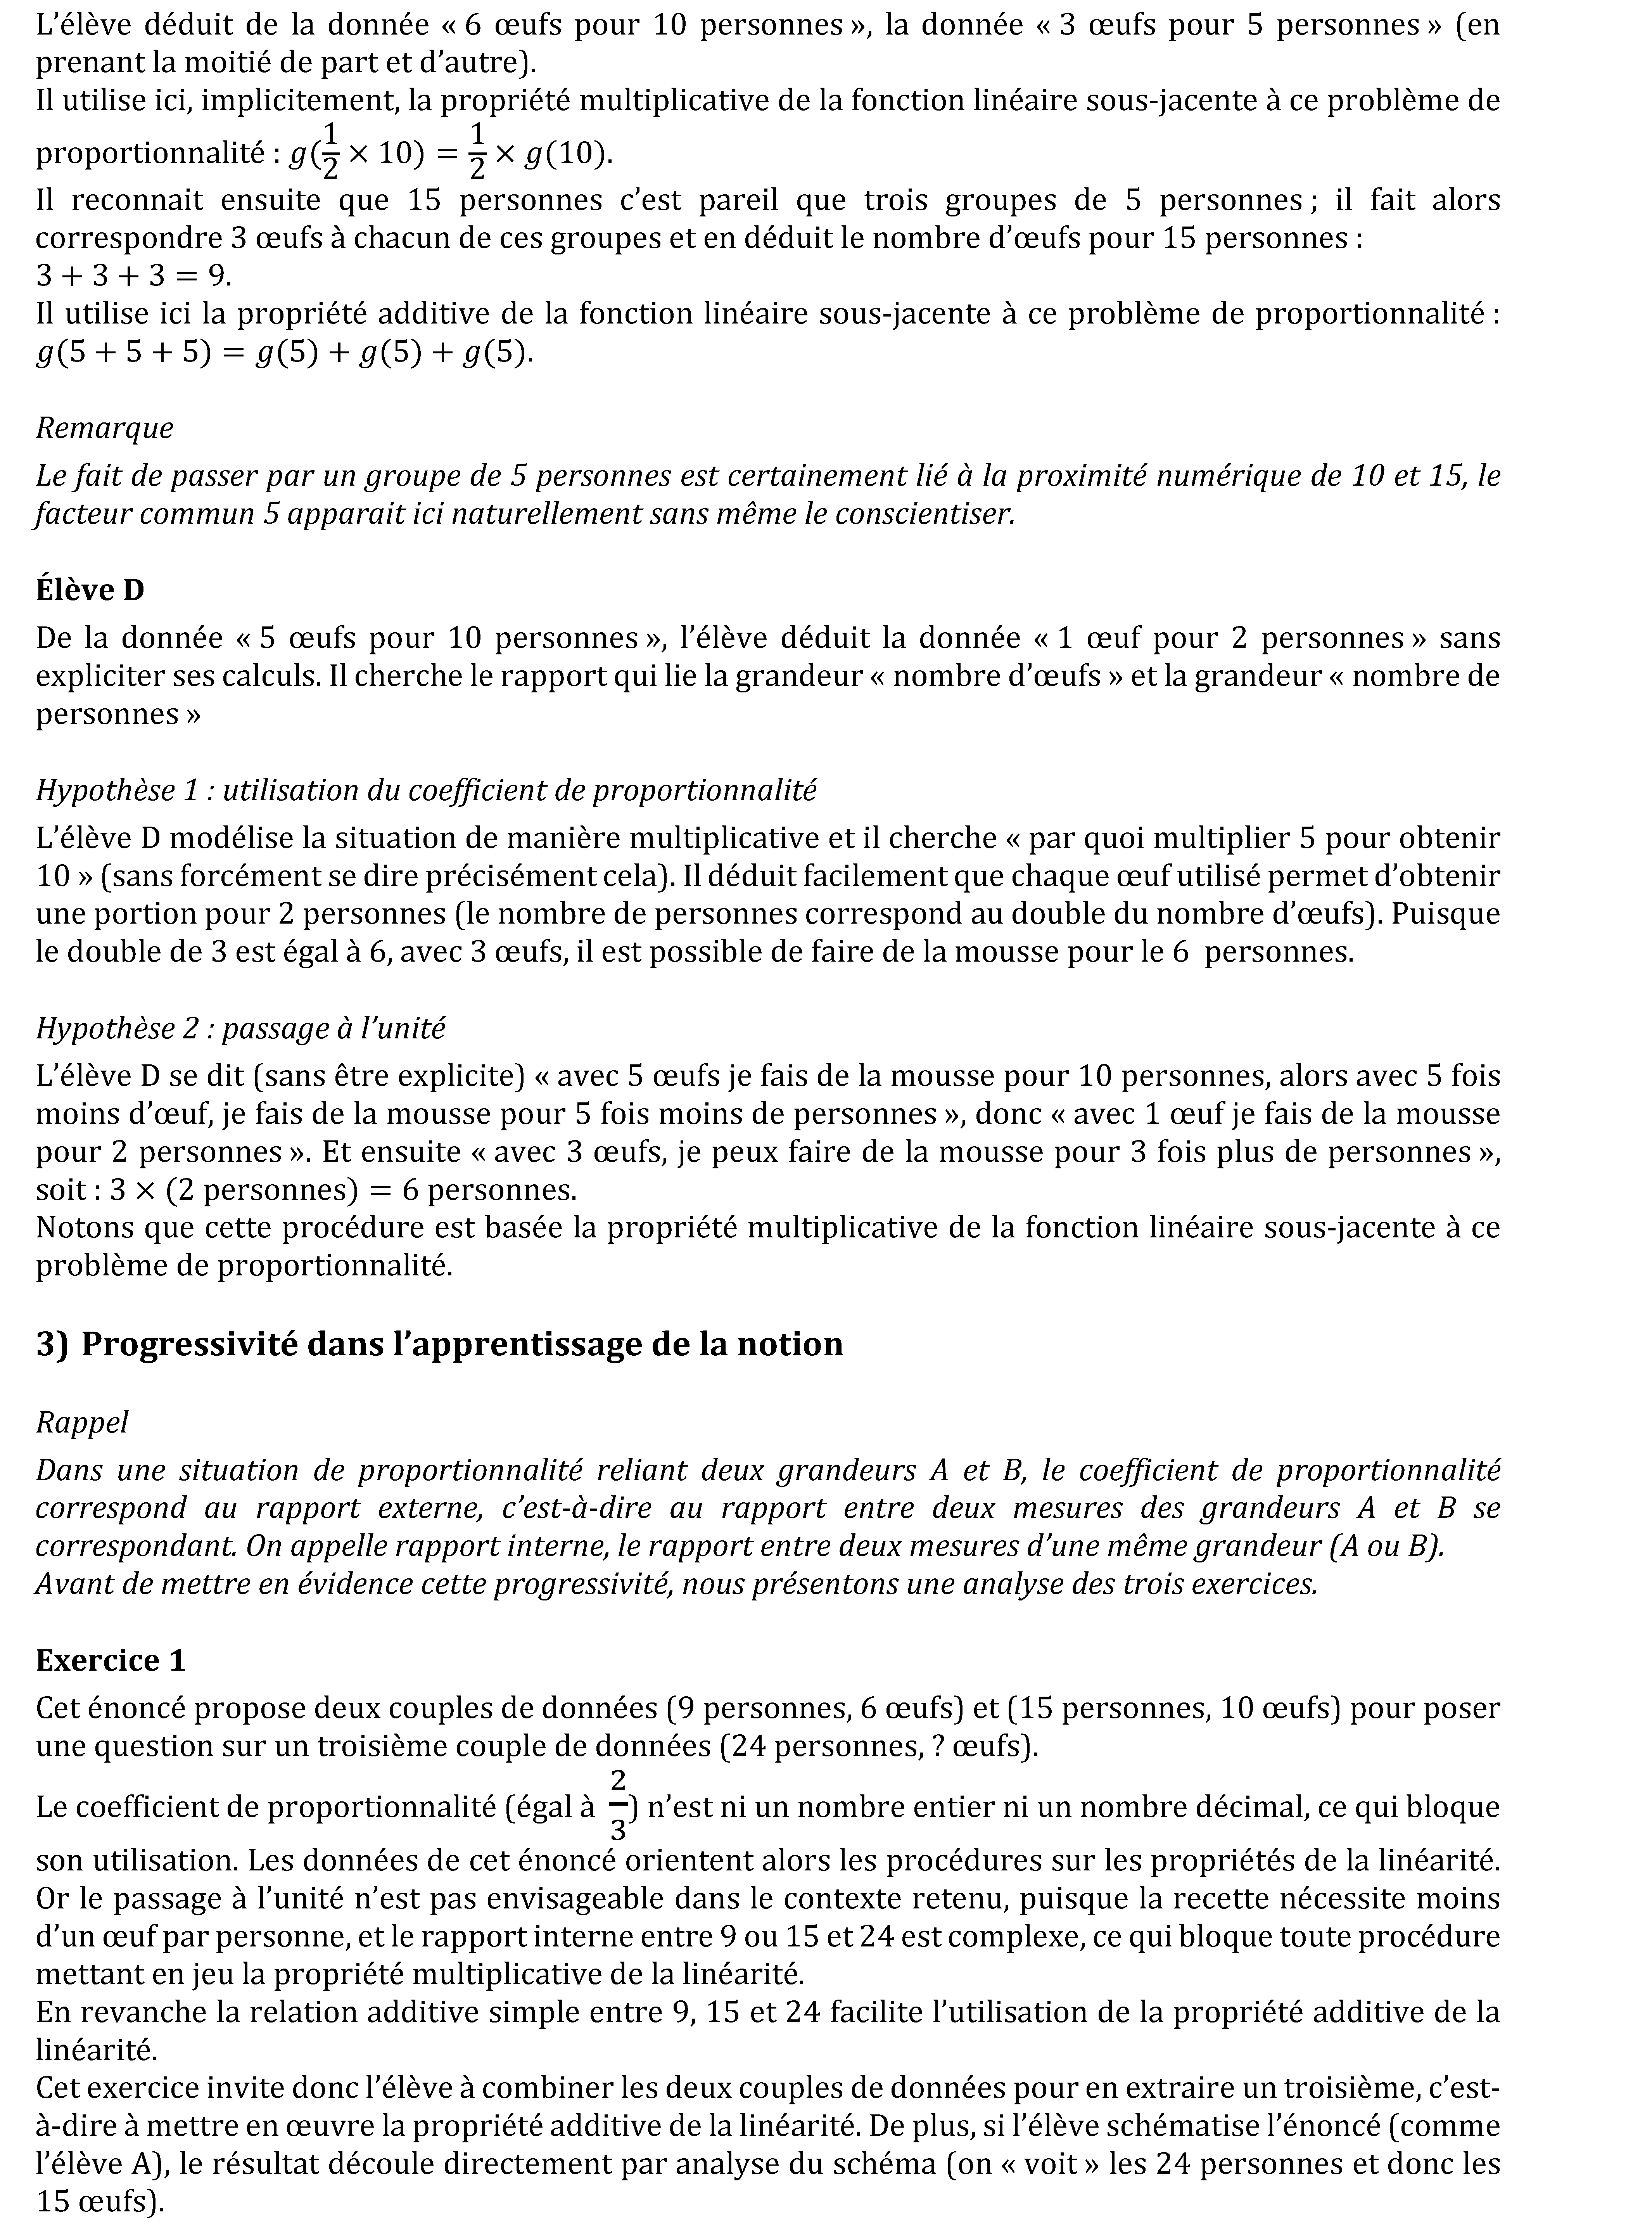 L’élève déduit de la donnée « 6 œufs pour 10 personnes », la donnée « 3 œufs pour 5 personnes » (en
prenant la moitié de part et d’autre).
Il utilise ici, implicitement, la propriété multiplicative de la fonction linéaire sous-jacente à ce problème de
proportionnalité : g(1/2 × 10) = 1/2 × g(10).
Il reconnait ensuite que 15 personnes c’est pareil que trois groupes de 5 personnes ; il fait alors
correspondre 3 œufs à chacun de ces groupes et en déduit le nombre d’œufs pour 15 personnes :
3 + 3 + 3 = 9.
Il utilise ici la propriété additive de la fonction linéaire sous-jacente à ce problème de proportionnalité :
g(5 + 5 + 5) = g(5) + g(5) + g(5).
Remarque
Le fait de passer par un groupe de 5 personnes est certainement lié à la proximité numérique de 10 et 15, le
facteur commun 5 apparait ici naturellement sans même le conscientiser.
Élève D
De la donnée « 5 œufs pour 10 personnes », l’élève déduit la donnée « 1 œuf pour 2 personnes » sans
expliciter ses calculs. Il cherche le rapport qui lie la grandeur « nombre d’œufs » et la grandeur « nombre de
personnes »
Hypothèse 1 : utilisation du coefficient de proportionnalité
L’élève D modélise la situation de manière multiplicative et il cherche « par quoi multiplier 5 pour obtenir
10 » (sans forcément se dire précisément cela). Il déduit facilement que chaque œuf utilisé permet d’obtenir
une portion pour 2 personnes (le nombre de personnes correspond au double du nombre d’œufs). Puisque
le double de 3 est égal à 6, avec 3 œufs, il est possible de faire de la mousse pour le 6 personnes.
Hypothèse 2 : passage à l’unité
L’élève D se dit (sans être explicite) « avec 5 œufs je fais de la mousse pour 10 personnes, alors avec 5 fois
moins d’œuf, je fais de la mousse pour 5 fois moins de personnes », donc « avec 1 œuf je fais de la mousse
pour 2 personnes ». Et ensuite « avec 3 œufs, je peux faire de la mousse pour 3 fois plus de personnes »,
soit : 3 × (2 personnes) = 6 personnes.
Notons que cette procédure est basée la propriété multiplicative de la fonction linéaire sous-jacente à ce
problème de proportionnalité.
3) Progressivité dans l’apprentissage de la notion
Rappel
Dans une situation de proportionnalité reliant deux grandeurs A et B, le coefficient de proportionnalité
correspond au rapport externe, c’est-à-dire au rapport entre deux mesures des grandeurs A et B se
correspondant. On appelle rapport interne, le rapport entre deux mesures d’une même grandeur (A ou B).
Avant de mettre en évidence cette progressivité, nous présentons une analyse des trois exercices.
Exercice 1
Cet énoncé propose deux couples de données (9 personnes, 6 œufs) et (15 personnes, 10 œufs) pour poser
une question sur un troisième couple de données (24 personnes, ? œufs).
Le coefficient de proportionnalité (égal à 2/3) n’est ni un nombre entier ni un nombre décimal, ce qui bloque
son utilisation. Les données de cet énoncé orientent alors les procédures sur les propriétés de la linéarité.
Or le passage à l’unité n’est pas envisageable dans le contexte retenu, puisque la recette nécessite moins
d’un œuf par personne, et le rapport interne entre 9 ou 15 et 24 est complexe, ce qui bloque toute procédure
mettant en jeu la propriété multiplicative de la linéarité.
En revanche la relation additive simple entre 9, 15 et 24 facilite l’utilisation de la propriété additive de la
linéarité.
Cet exercice invite donc l’élève à combiner les deux couples de données pour en extraire un troisième, c’est-
à-dire à mettre en œuvre la propriété additive de la linéarité. De plus, si l’élève schématise l’énoncé (comme
l’élève A), le résultat découle directement par analyse du schéma (on « voit » les 24 personnes et donc les
15 œufs).